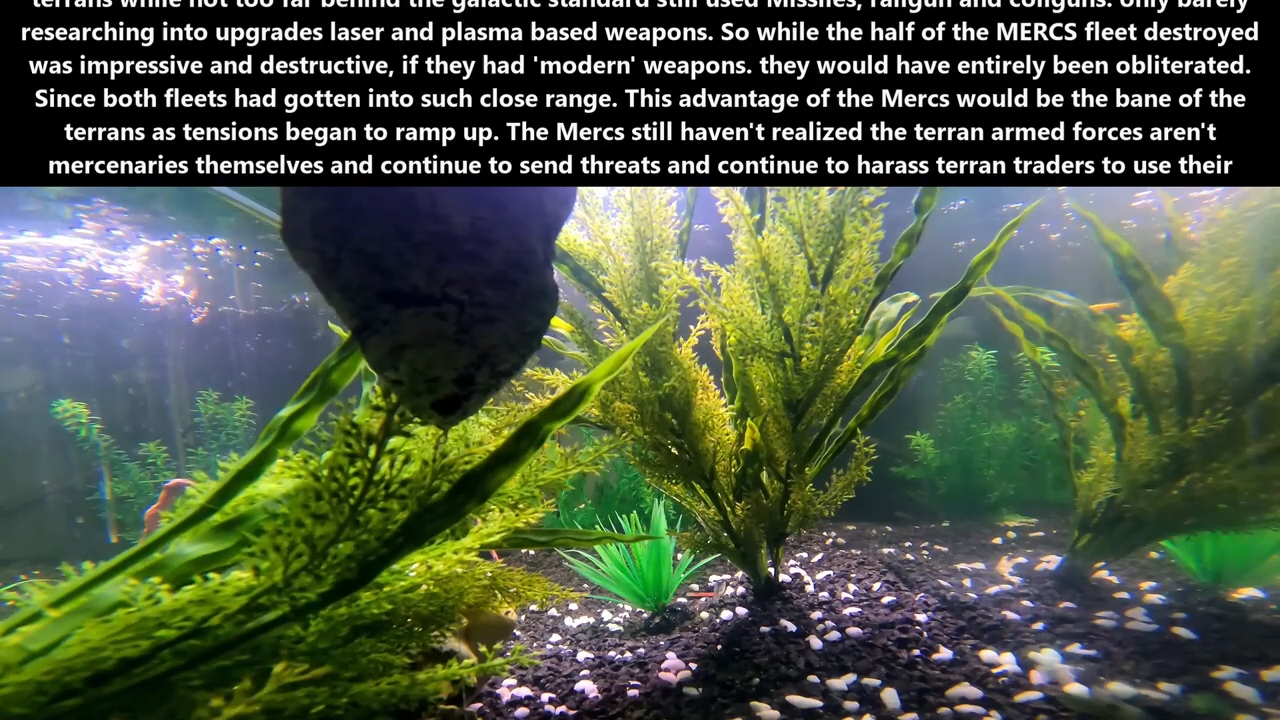 terrans while not too far behind the galactic standard still used Missiles, railgun and coilguns. only barely
researching into upgrades laser and plasma based weapons. So while the half of the MERCS fleet destroyed
was impressive and destructive, if they had 'modern' weapons. they would have entirely been obliterated.
Since both fleets had gotten into such close range. This advantage of the Mercs would be the bane of the
terrans as tensions began to ramp up. The Mercs still haven't realized the terran armed forces aren't
mercenaries themselves and continue to send threats and continue to harass terran traders to use their